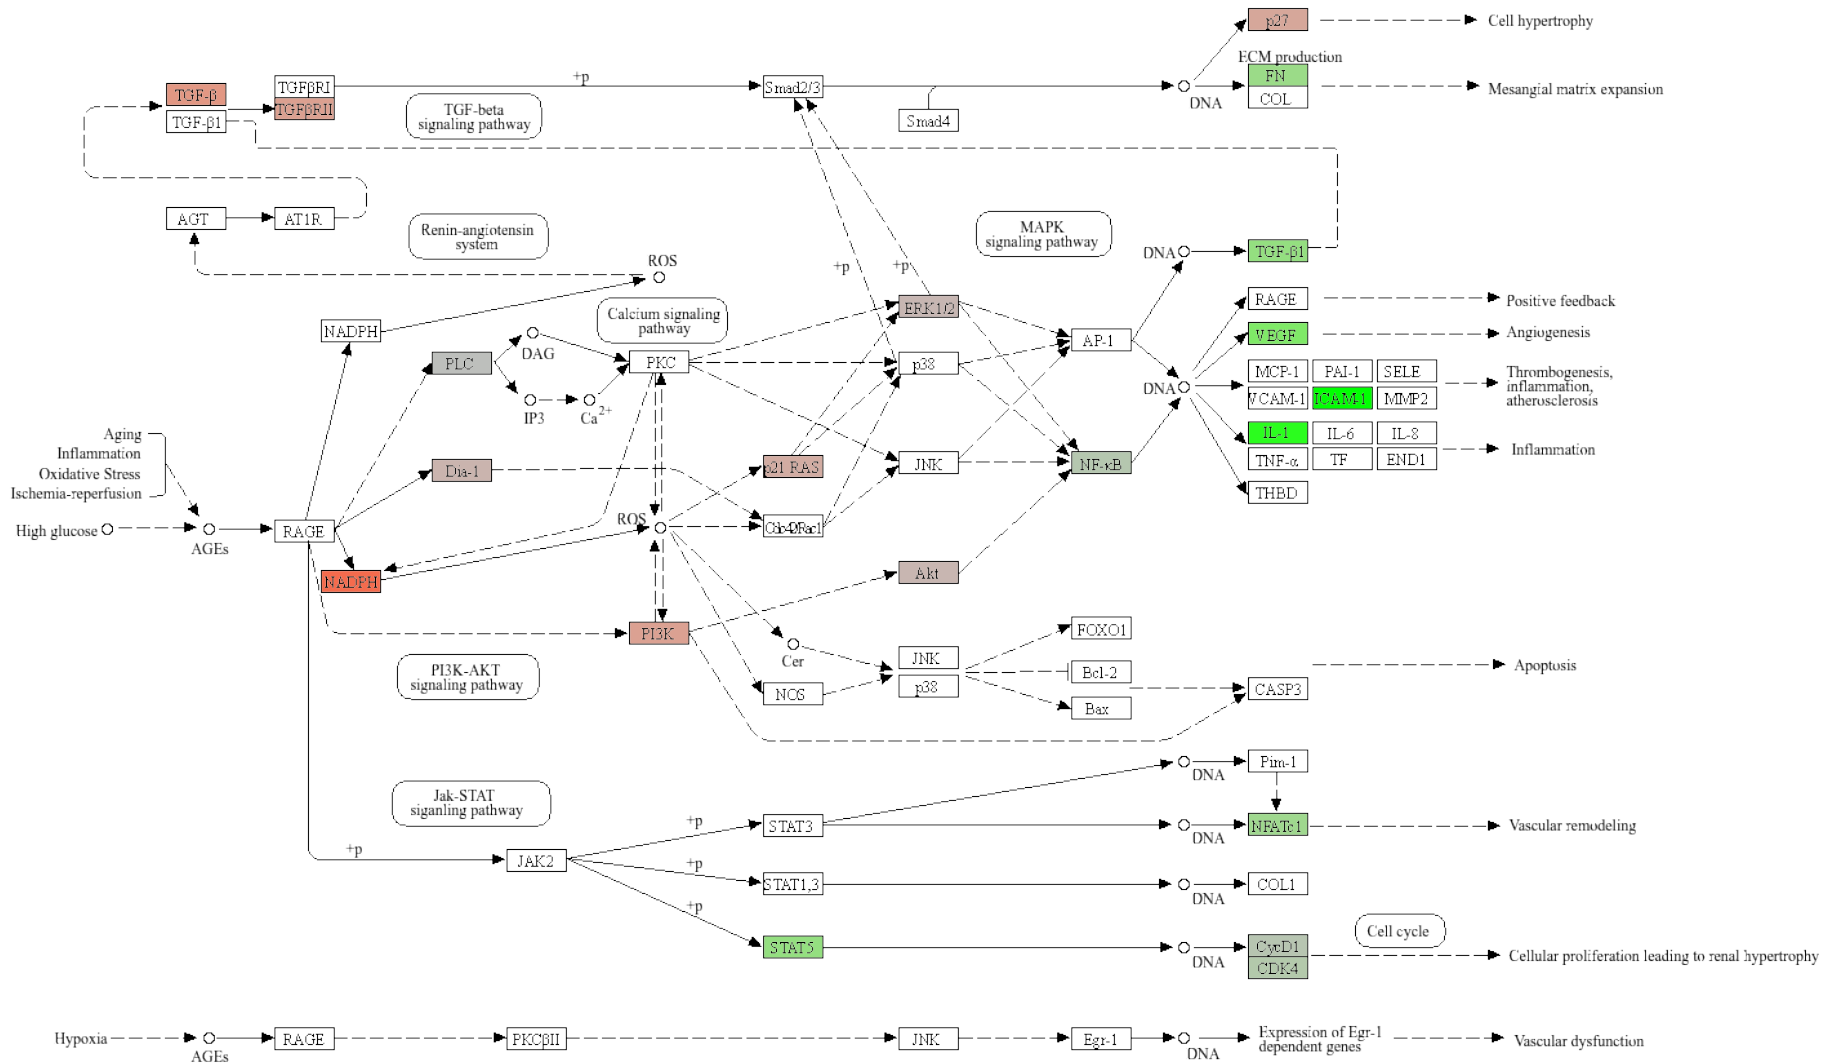 p27
Cell hypertrophy
ECM production
TGF-β
TGFβRI
+p
Smad2/3
FN
Mesangial matrix expansion
TGFβRII
TGF-β1
TGF-beta
signaling pathway
Smad4
DNA
COL
AGT
AT1R
Renin-angiotensin
system
MAPK
signaling pathway
ROS
+p
+p
DNA
TGF-β1
NADPH
Calcium signaling
pathway
ERK1/2
RAGE
Positive feedback
PLC
DAG
PKC
p38
AP-1
VEGF
Angiogenesis
IP3
Ca2+
DNA
MCP-1
PAI-1
SELE
VCAM-1
ICAM-1
MMP2
Thrombogenesis,
inflammation,
atherosclerosis
Aging
Inflammation
Oxidative Stress
Ischemia-reperfusion
High glucose
AGEs
RAGE
Dia-1
p21 RAS
JNK
NF-κB
IL-1
IL-6
IL-8
TNF-α
TF
END1
Inflammation
THBD
ROS
Cdc42/Rac1
NADPH
Akt
PI3K
PI3K-AKT
signaling pathway
Cer
NOS
JNK
p38
FOXO1
Bcl-2
Bax
CASP3
Apoptosis
Jak-STAT
siganling pathway
+p
JAK2
+p
STAT3
DNA
Pim-1
DNA
NFATc1
Vascular remodeling
+p
STAT1,3
DNA
COL1
+p
STAT5
DNA
CycD1
CDK4
Cell cycle
Cellular proliferation leading to renal hypertrophy
Hypoxia
AGEs
RAGE
PKCβII
JNK
Egr-1
DNA
Expression of Egr-1
dependent genes
Vascular dysfunction